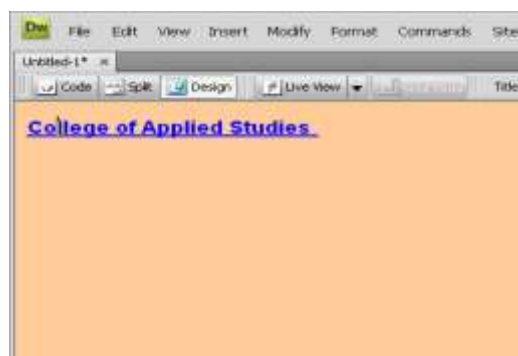 Dw File Edit View Insert Modify Format Commands Site
Untitled-1* ×
Code Split Design Live View Title
College of Applied Studies